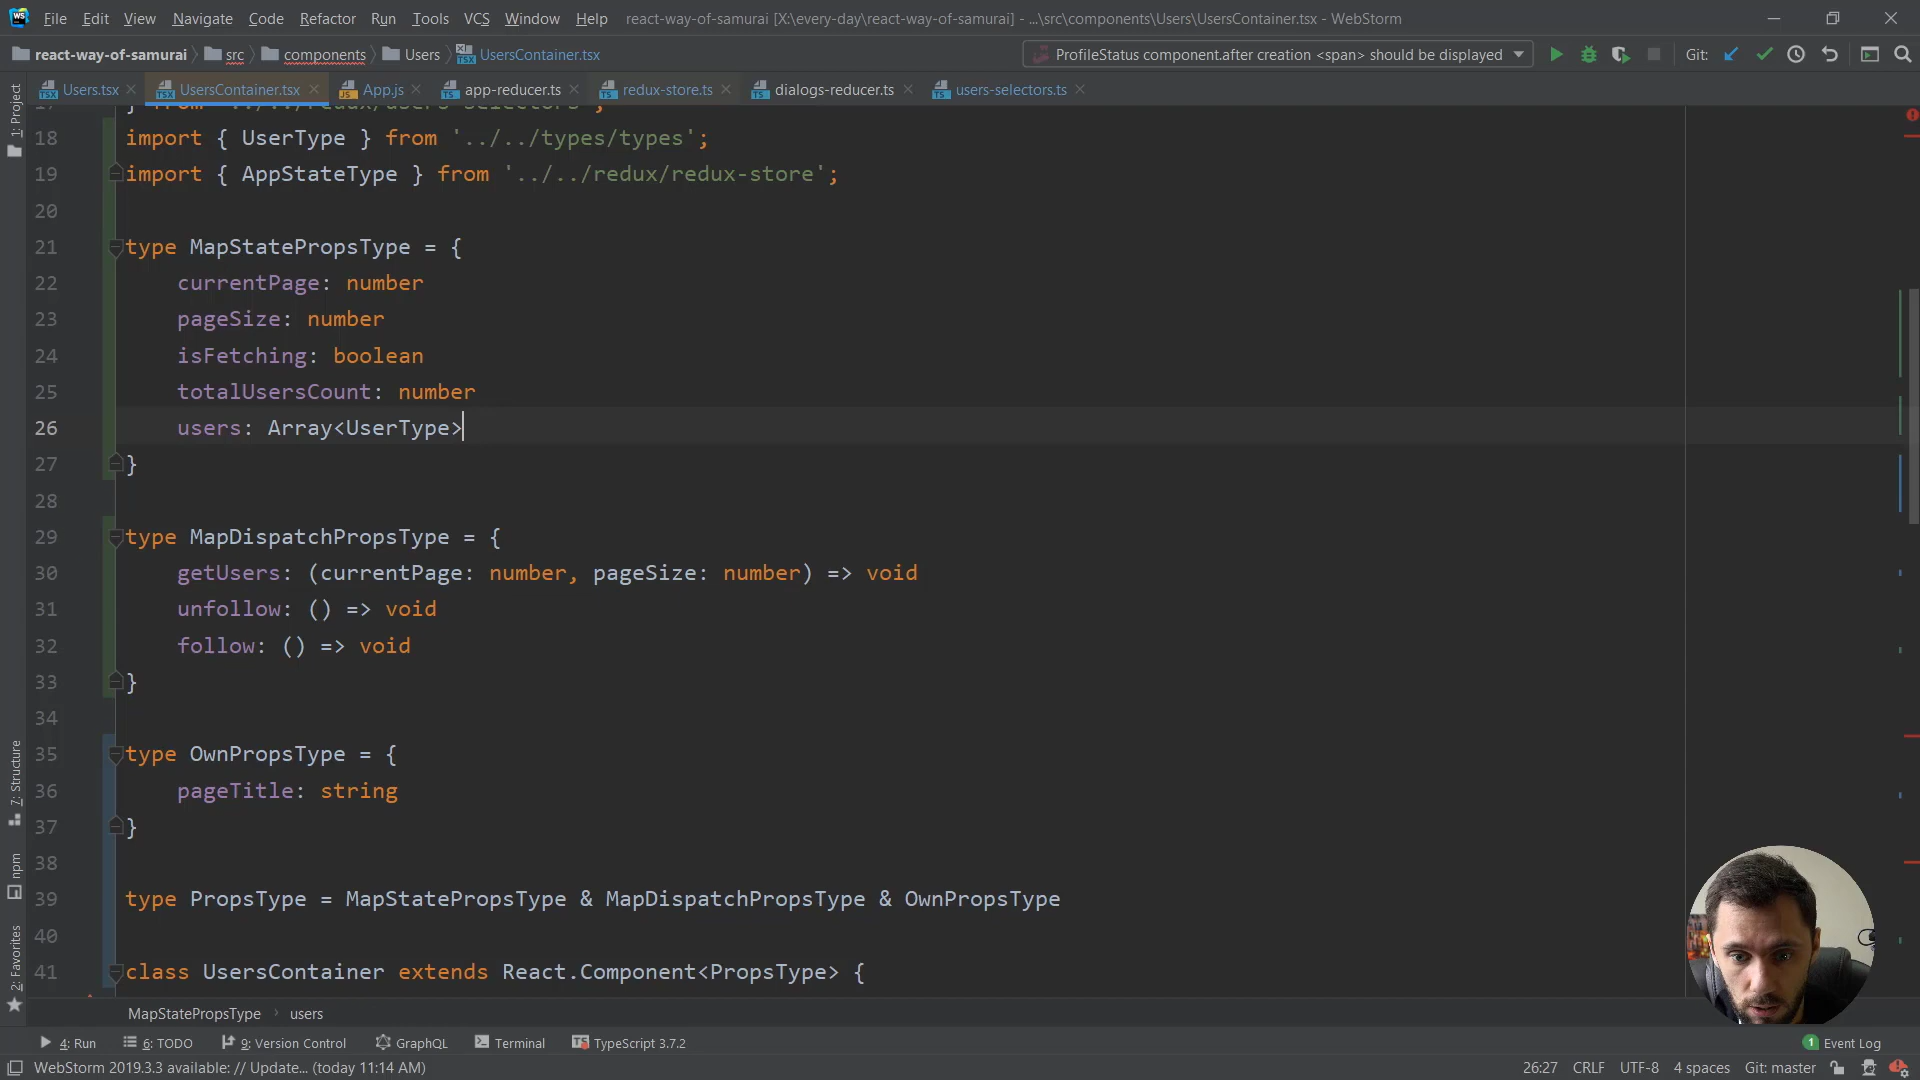 File Edit View Navigate Code Refactor Run Tools VCS Window Help react-way-of-samurai [X:\every-day\react-way-of-samurai] - ...\src\components\Users\UsersContainer.tsx - WebStorm
react-way-of-samurai src components Users UsersContainer.tsx ProfileStatus component.after creation <span> should be displayed Git:
Users.tsx UsersContainer.tsx App.js app-reducer.ts redux-store.ts dialogs-reducer.ts users-selectors.ts
17 } from '../../redux/users-selectors';
18 import { UserType } from '../../types/types';
19 import { AppStateType } from '../../redux/redux-store';
20
21 type MapStatePropsType = {
22 currentPage: number
23 pageSize: number
24 isFetching: boolean
25 totalUsersCount: number
26 users: Array<UserType>
27 }
28
29 type MapDispatchPropsType = {
30 getUsers: (currentPage: number, pageSize: number) => void
31 unfollow: () => void
32 follow: () => void
33 }
34
35 type OwnPropsType = {
36 pageTitle: string
37 }
38
39 type PropsType = MapStatePropsType & MapDispatchPropsType & OwnPropsType
40
41 class UsersContainer extends React.Component<PropsType> {
1: Project
7: Structure
npm
2: Favorites
MapStatePropsType › users
4: Run 6: TODO 9: Version Control GraphQL Terminal TypeScript 3.7.2 1 Event Log
WebStorm 2019.3.3 available: // Update... (today 11:14 AM) 26:27 CRLF UTF-8 4 spaces Git: master